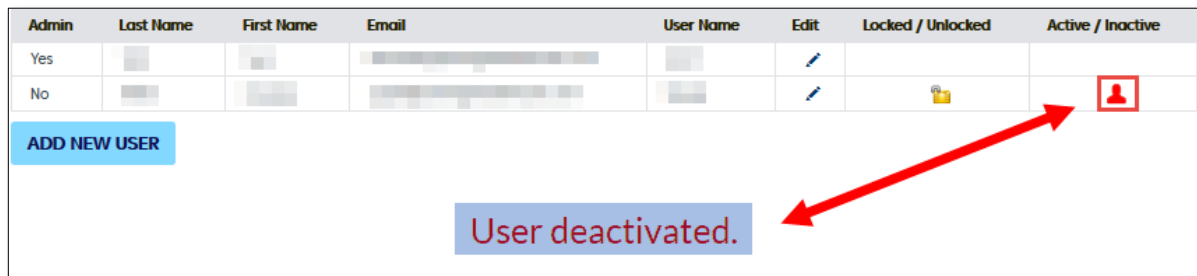 Admin Last Name First Name Email User Name Edit Locked / Unlocked Active / Inactive
Yes
No
ADD NEW USER
User deactivated.